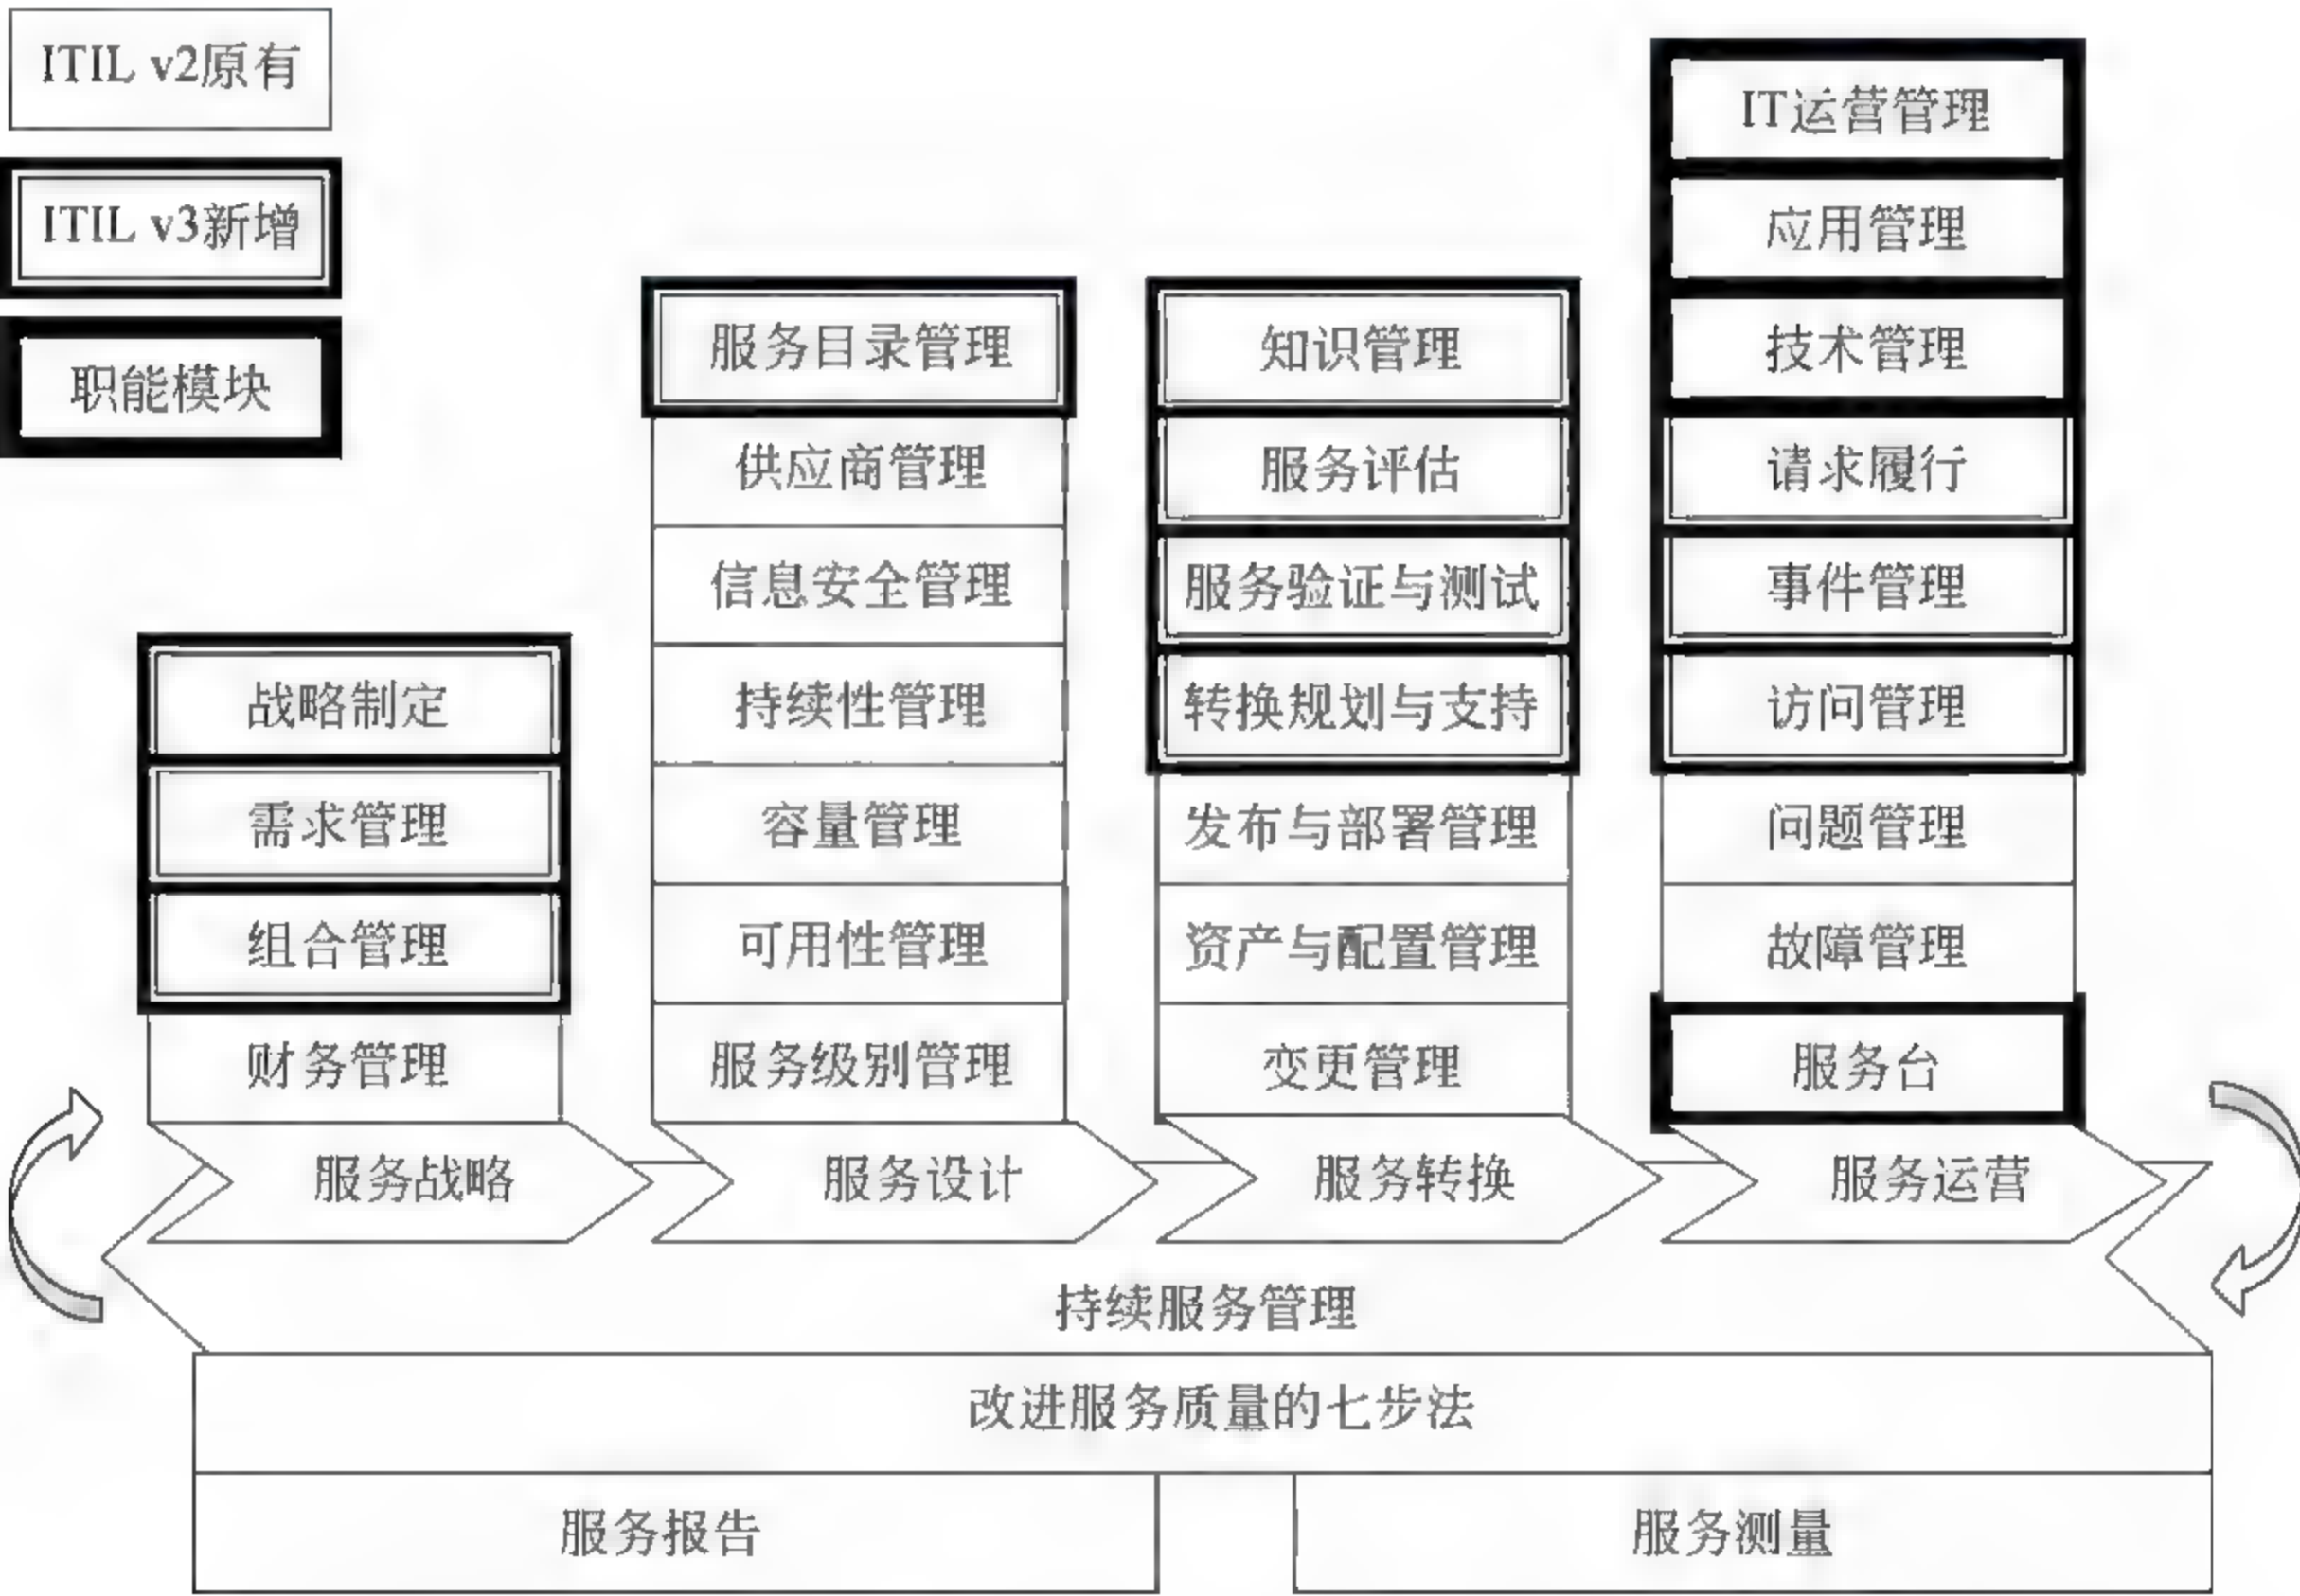 ITIL v2原有
ITIL v3新增
职能模块
战略制定
需求管理
组合管理
财务管理
服务战略
服务目录管理
供应商管理
信息安全管理
持续性管理
容量管理
可用性管理
服务级别管理
服务设计
知识管理
服务评估
服务验证与测试
转换规划与支持
发布与部署管理
资产与配置管理
变更管理
服务转换
IT运营管理
应用管理
技术管理
请求履行
事件管理
访问管理
问题管理
故障管理
服务台
服务运营
持续服务管理
改进服务质量的七步法
服务报告
服务测量